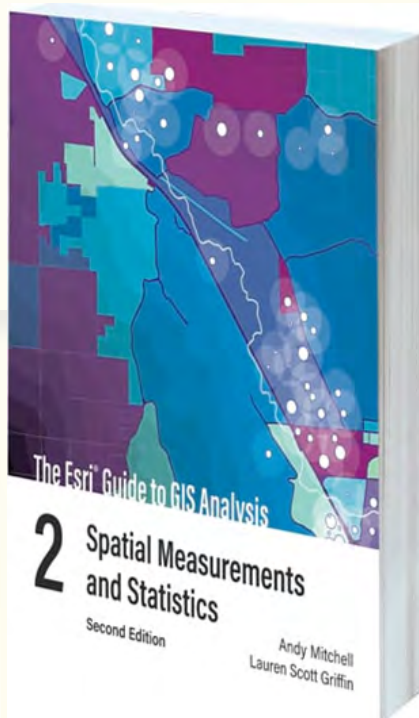 The Esri® Guide to GIS Analysis
2
Spatial Measurements
and Statistics
Second Edition
Andy Mitchell
Lauren Scott Griffin